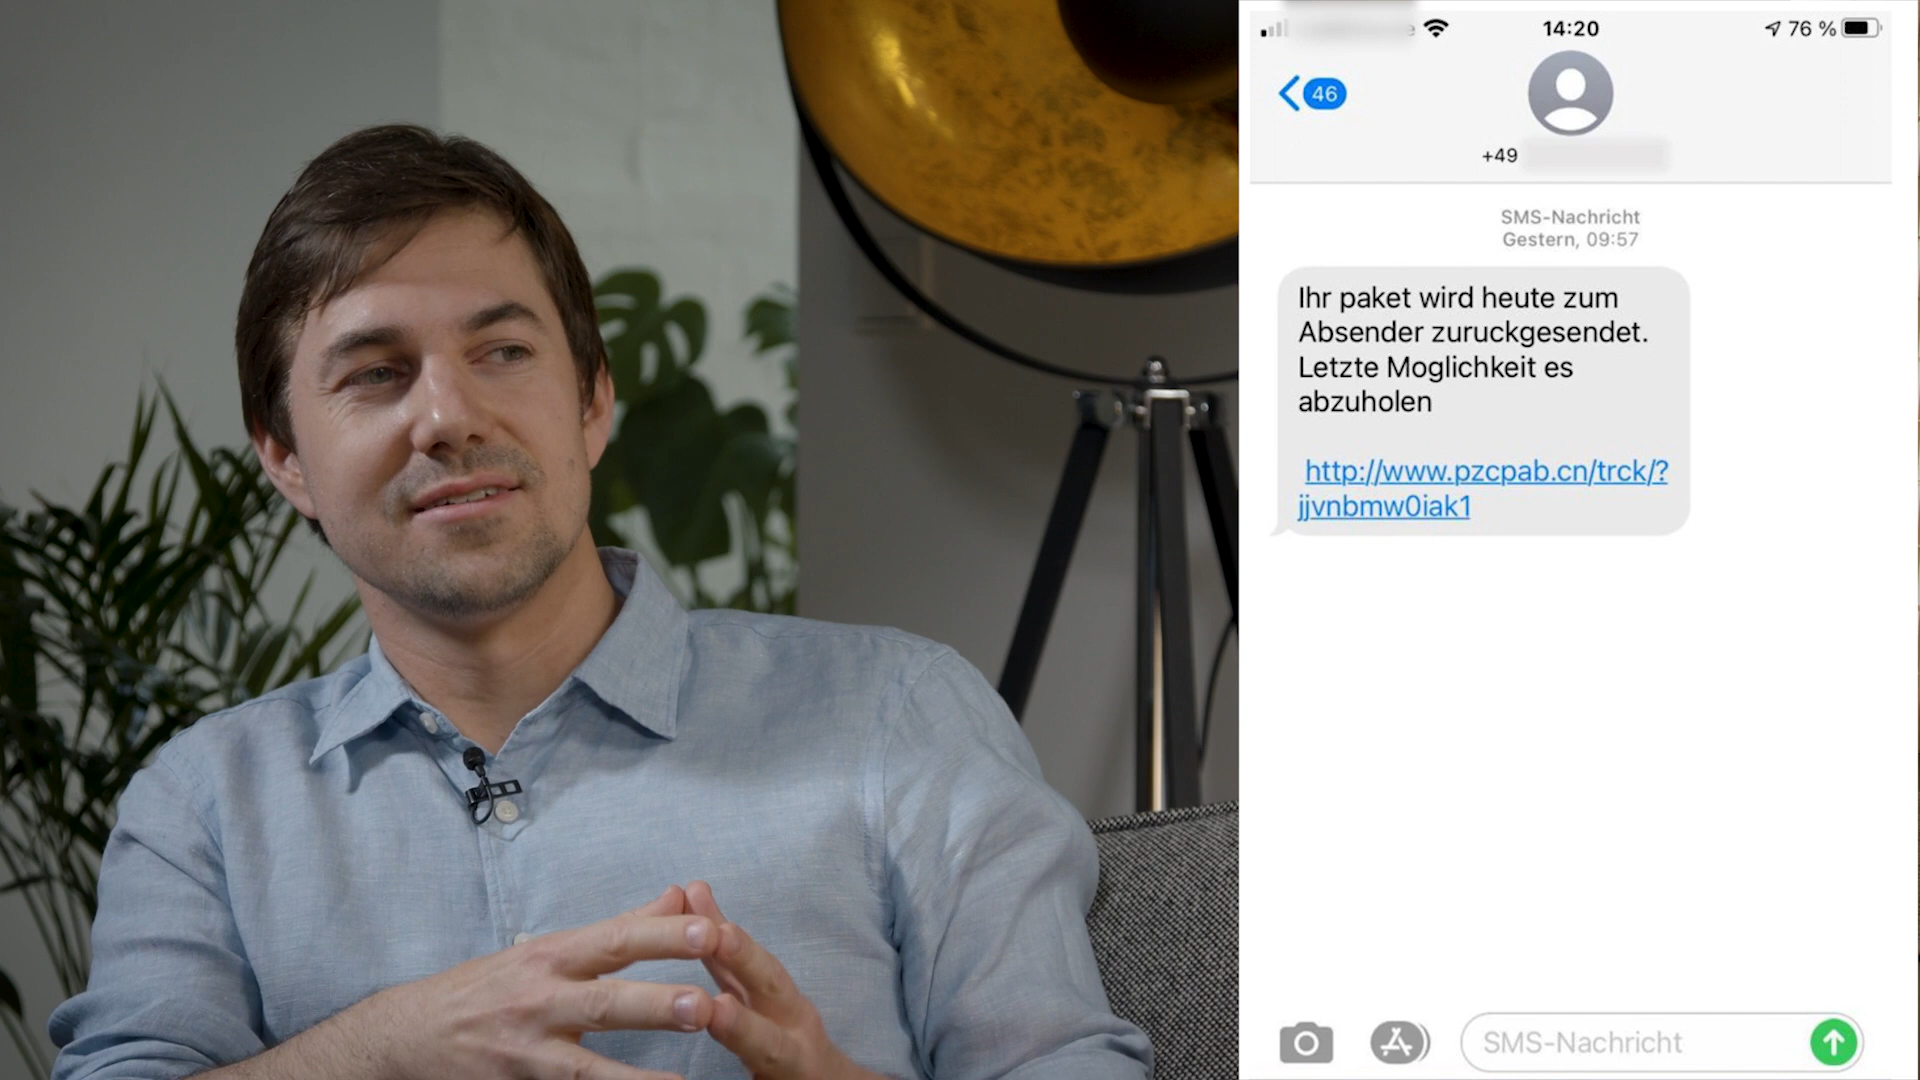 14:20
76 %
46
+49
SMS-Nachricht
Gestern, 09:57
Ihr paket wird heute zum
Absender zuruckgesendet.
Letzte Moglichkeit es
abzuholen
http://www.pzcpab.cn/trck/?
jjvnbmw0iak1
SMS-Nachricht